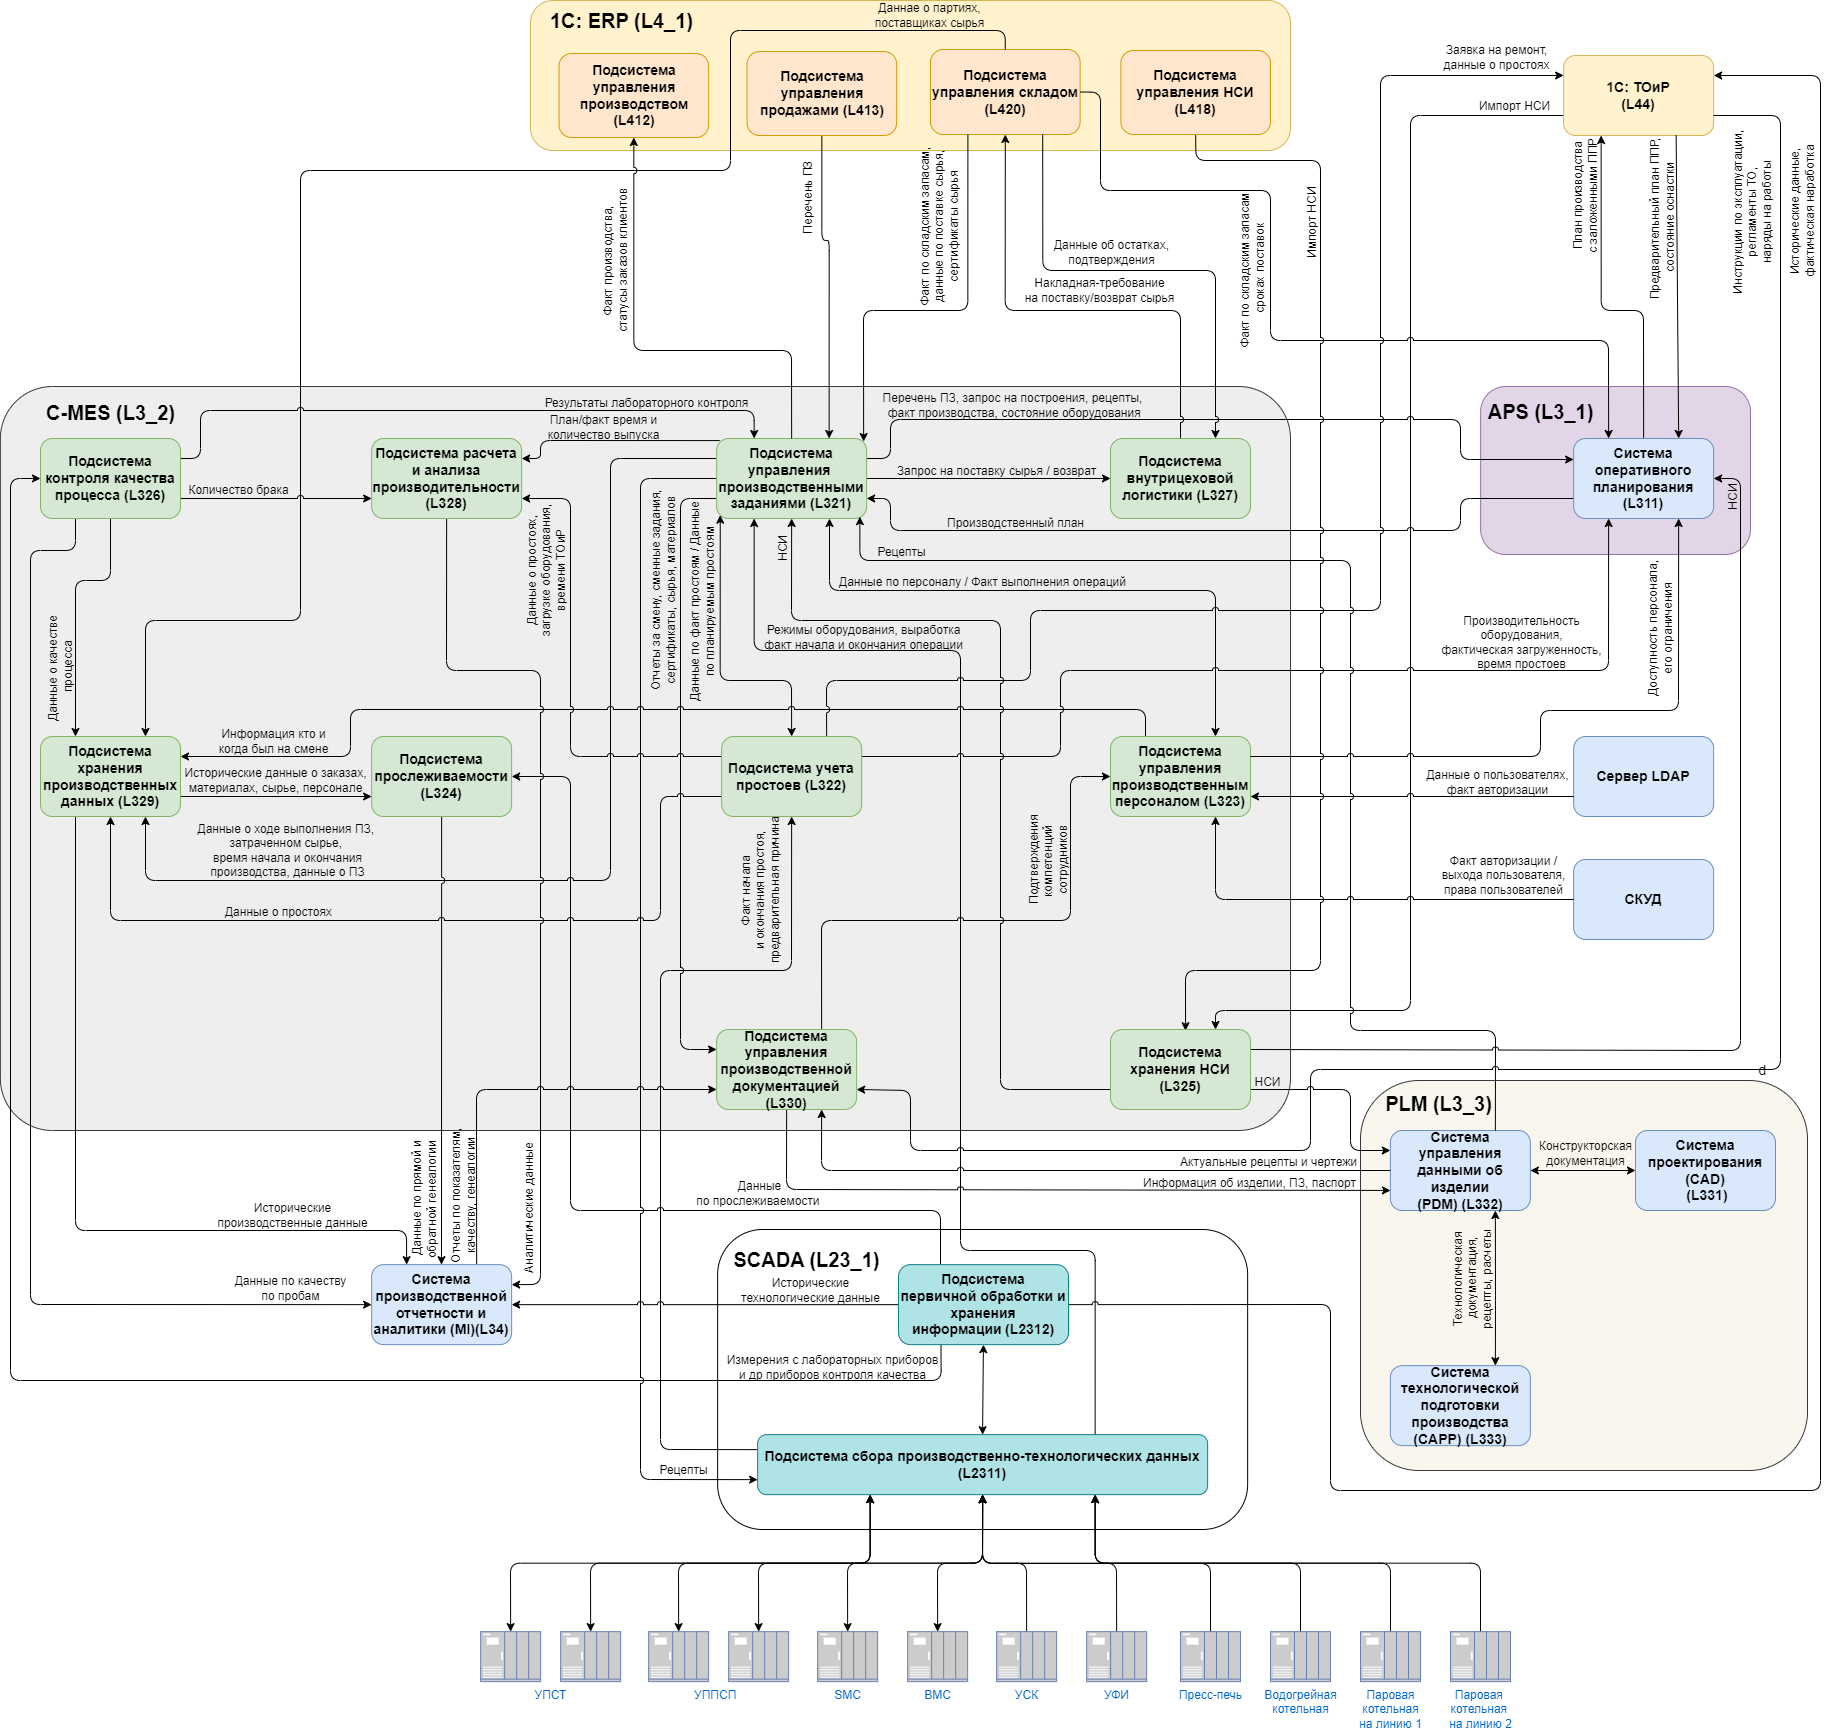 1C: ERP (L4_1)
Даннае о партиях,
поставщиках сырья
Подсистема
управления
производством
(L412)
Подсистема
управления
продажами (L413)
Подсистема
управления складом
(L420)
Подсистема
управления НСИ
(L418)
Заявка на ремонт,
данные о простоях
Импорт НСИ
1С: ТОиР
(L44)
Факт производства,
статусы заказов клиентов
Перечень ПЗ
Факт по складским запасам,
данные по поставке сырья,
сертификаты сырья
Данные об остатках,
подтверждения
Накладная-требование
на поставку/возврат сырья
Факт по складским запасам
сроках поставок
Импорт НСИ
План производства
с заложенными ППР
Предварительный план ППР,
состояние оснастки
Инструкции по эксплуатации,
регламенты ТО,
наряды на работы
Исторические данные,
фактическая наработка
C-MES (L3_2)
Результаты лабораторного контроля
План/факт время и
количество выпуска
Перечень ПЗ, запрос на построения, рецепты,
факт производства, состояние оборудования
APS (L3_1)
Подсистема
контроля качества
процесса (L326)
Количество брака
Подсистема расчета
и анализа
производительности
(L328)
Подсистема
управления
производственными
заданиями (L321)
Запрос на поставку сырья / возврат
Подсистема
внутрицеховой
логистики (L327)
Система
оперативного
планирования
(L311)
НСИ
Производственный план
Рецепты
НСИ
Данные по персоналу / Факт выполнения операций
Данные о простоях,
загрузке оборудования,
времени ТОиР
Отчеты за смену, сменные задания,
сертификаты, сырья, материалов
Данные по факт простоям / Данные
по планируемым простоям
Режимы оборудования, выработка
факт начала и окончания операции
Производительность
оборудования,
фактическая загруженность,
время простоев
Доступность персонала,
его ограничения
Данные о качестве
процесса
Информация кто и
когда был на смене
Подсистема
хранения
производственных
данных (L329)
Исторические данные о заказах,
материалах, сырье, персонале
Подсистема
прослеживаемости
(L324)
Подсистема учета
простоев (L322)
Подсистема
управления
производственным
персоналом (L323)
Данные о пользователях,
факт авторизации
Сервер LDAP
Данные о ходе выполнения ПЗ,
затраченном сырье,
время начала и окончания
производства, данные о ПЗ
Данные о простоях
Факт начала
и окончания простоя,
предварительная причина
Подтверждения
компетенций
сотрудников
Факт авторизации /
выхода пользователя,
права пользователей
СКУД
Подсистема
управления
производственной
документацией
(L330)
Подсистема
хранения НСИ
(L325)
НСИ
d
PLM (L3_3)
Система
управления
данными об
изделии
(PDM) (L332)
Конструкторская
документация
Система
проектирования
(CAD)
(L331)
Актуальные рецепты и чертежи
Информация об изделии, ПЗ, паспорт
Данные
по прослеживаемости
Данные по прямой и
обратной генеалогии
Отчеты по показателям,
качеству, генеалогии
Аналитические данные
Исторические
производственные данные
Технологическая
документация,
рецепты, расчеты
SCADA (L23_1)
Данные по качеству
по пробам
Система
производственной
отчетности и
аналитики (MI)(L34)
Исторические
технологические данные
Подсистема
первичной обработки и
хранения
информации (L2312)
Измерения с лабораторных приборов
и др приборов контроля качества
Система
технологической
подготовки
производства
(CAPP) (L333)
Рецепты
Подсистема сбора производственно-технологических данных
(L2311)
УПСТ
УППСП
SMC
BMC
УСК
УФИ
Пресс-печь
Водогрейная
котельная
Паровая
котельная
на линию 1
Паровая
котельная
на линию 2